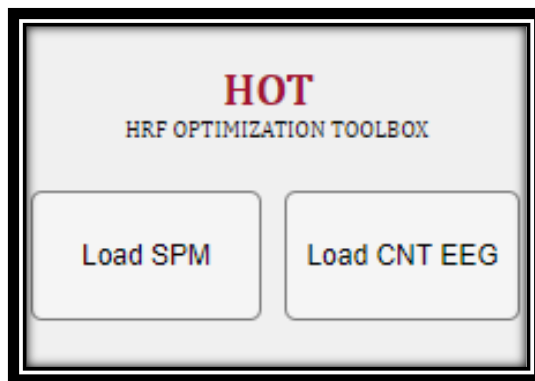 HOT
HRF OPTIMIZATION TOOLBOX
Load SPM
Load CNT EEG